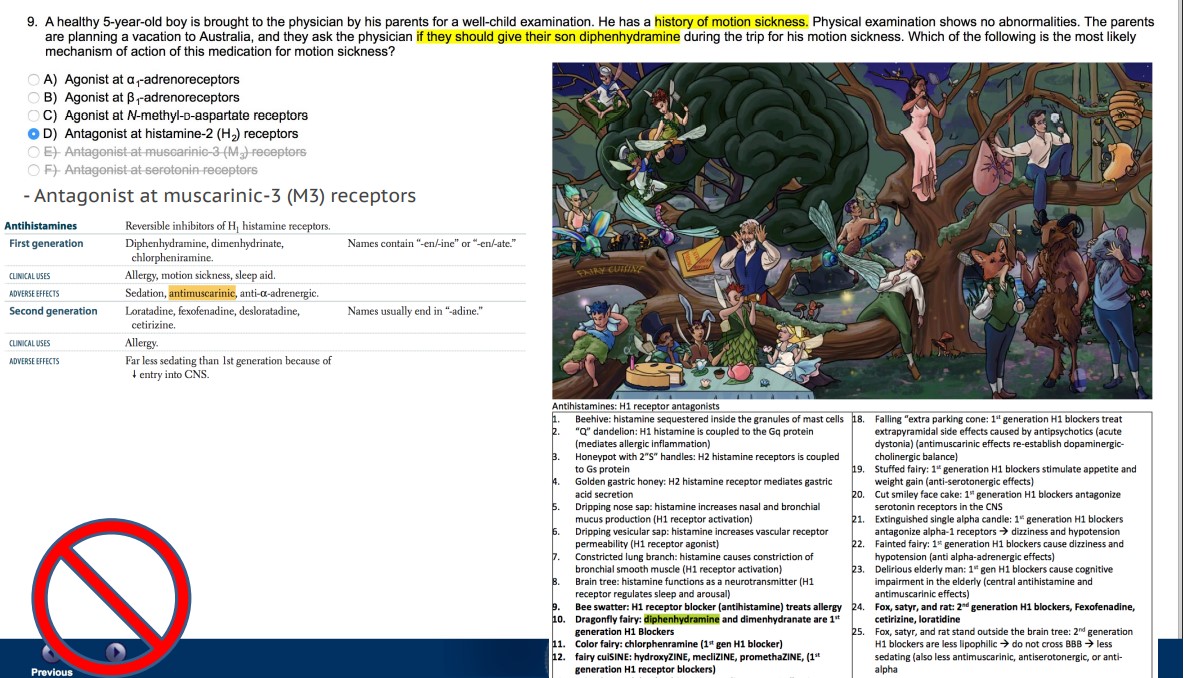 9. A healthy 5-year-old boy is brought to the physician by his parents for a well-child examination. He has a history of motion sickness. Physical examination shows no abnormalities. The parents
are planning a vacation to Australia, and they ask the physician if they should give their son diphenhydramine during the trip for his motion sickness. Which of the following is the most likely
mechanism of action of this medication for motion sickness?
A) Agonist at α₁-adrenoreceptors
B) Agonist at β₁-adrenoreceptors
C) Agonist at N-methyl-D-aspartate receptors
D) Antagonist at histamine-2 (H₂) receptors
E) Antagonist at muscarinic-3 (M₃) receptors
F) Antagonist at serotonin receptors
- Antagonist at muscarinic-3 (M3) receptors
Antihistamines Reversible inhibitors of H₁ histamine receptors.
First generation Diphenhydramine, dimenhydrinate, Names contain “-en/-ine” or “-en/-ate.”
chlorpheniramine.
CLINICAL USES Allergy, motion sickness, sleep aid.
ADVERSE EFFECTS Sedation, antimuscarinic, anti-α-adrenergic.
Second generation Loratadine, fexofenadine, desloratadine, Names usually end in “-adine.”
cetirizine.
CLINICAL USES Allergy.
ADVERSE EFFECTS Far less sedating than 1st generation because of
↓ entry into CNS.
Previous
FAIRY CUISINE
Antihistamines: H1 receptor antagonists
1. Beehive: histamine sequestered inside the granules of mast cells
2. “Q” dandelion: H1 histamine is coupled to the Gq protein
(mediates allergic inflammation)
3. Honeypot with 2“S” handles: H2 histamine receptors is coupled
to Gs protein
4. Golden gastric honey: H2 histamine receptor mediates gastric
acid secretion
5. Dripping nose sap: histamine increases nasal and bronchial
mucus production (H1 receptor activation)
6. Dripping vesicular sap: histamine increases vascular receptor
permeability (H1 receptor agonist)
7. Constricted lung branch: histamine causes constriction of
bronchial smooth muscle (H1 receptor activation)
8. Brain tree: histamine functions as a neurotransmitter (H1
receptor regulates sleep and arousal)
9. Bee swatter: H1 receptor blocker (antihistamine) treats allergy
10. Dragonfly fairy: diphenhydramine and dimenhydranate are 1st
generation H1 Blockers
11. Color fairy: chlorphenramine (1st gen H1 blocker)
12. fairy cuiSINE: hydroxyZINE, mecliZINE, promethaZINE, (1st
generation H1 receptor blockers)
18. Falling “extra parking cone: 1st generation H1 blockers treat
extrapyramidal side effects caused by antipsychotics (acute
dystonia) (antimuscarinic effects re-establish dopaminergic-
cholinergic balance)
19. Stuffed fairy: 1st generation H1 blockers stimulate appetite and
weight gain (anti-serotonergic effects)
20. Cut smiley face cake: 1st generation H1 blockers antagonize
serotonin receptors in the CNS
21. Extinguished single alpha candle: 1st generation H1 blockers
antagonize alpha-1 receptors → dizziness and hypotension
22. Fainted fairy: 1st generation H1 blockers cause dizziness and
hypotension (anti alpha-adrenergic effects)
23. Delirious elderly man: 1st gen H1 blockers cause cognitive
impairment in the elderly (central antihistamine and
antimuscarinic effects)
24. Fox, satyr, and rat: 2nd generation H1 blockers, Fexofenadine,
cetirizine, loratidine
25. Fox, satyr, and rat stand outside the brain tree: 2nd generation
H1 blockers are less lipophilic → do not cross BBB → less
sedating (also less antimuscarinic, antiserotonergic, or anti-
alpha